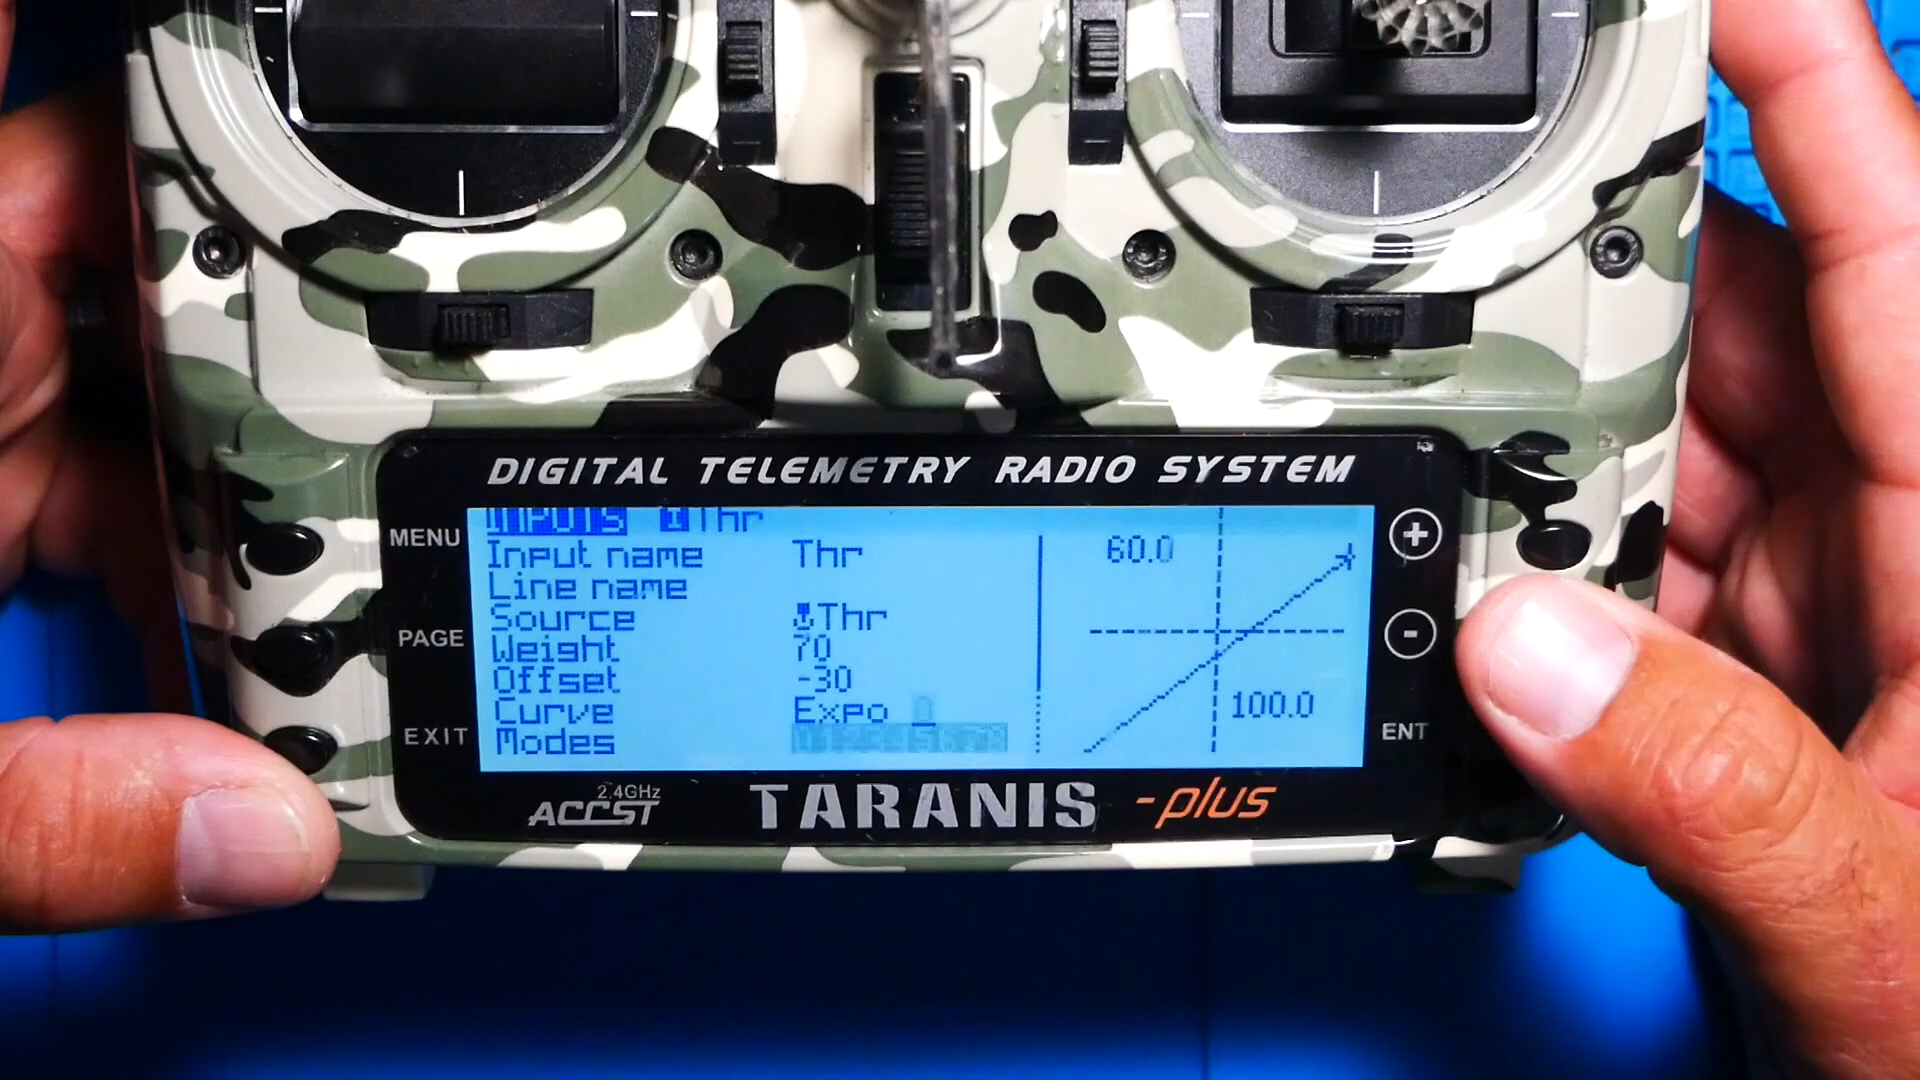 DIGITAL TELEMETRY RADIO SYSTEM
MENU
PAGE
EXIT
INPUTS I Thr
Input name Thr
Line name
Source Thr
Weight 70
Offset -30
Curve Expo 0
Modes
60.0
100.0
+
-
ENT
2.4GHz
ACCST
TARANIS -plus